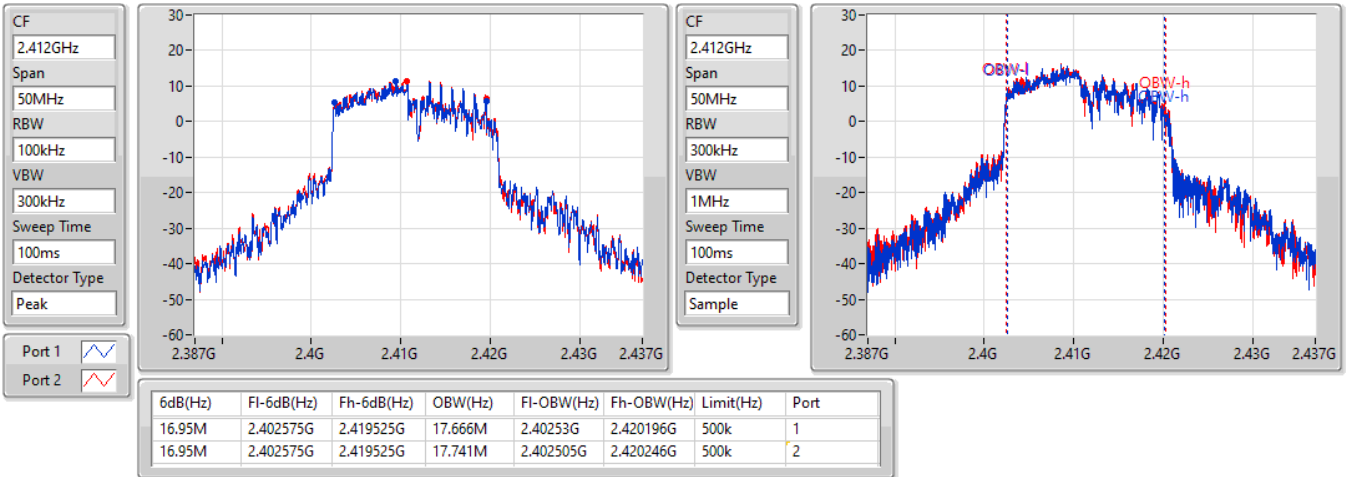 CF
2.412GHz
Span
50MHz
RBW
100kHz
VBW
300kHz
Sweep Time
100ms
Detector Type
Peak
Port 1
Port 2
30
20
10
0
-10
-20
-30
-40
-50
-60
2.387G 2.4G 2.41G 2.42G 2.43G 2.437G
CF
2.412GHz
Span
50MHz
RBW
300kHz
VBW
1MHz
Sweep Time
100ms
Detector Type
Sample
30
20
10
0
-10
-20
-30
-40
-50
-60
OBW-l
OBW-h
OBW-h
2.387G 2.4G 2.41G 2.42G 2.43G 2.437G
6dB(Hz) Fl-6dB(Hz) Fh-6dB(Hz) OBW(Hz) Fl-OBW(Hz) Fh-OBW(Hz) Limit(Hz) Port
16.95M 2.402575G 2.419525G 17.666M 2.40253G 2.420196G 500k 1
16.95M 2.402575G 2.419525G 17.741M 2.402505G 2.420246G 500k 2